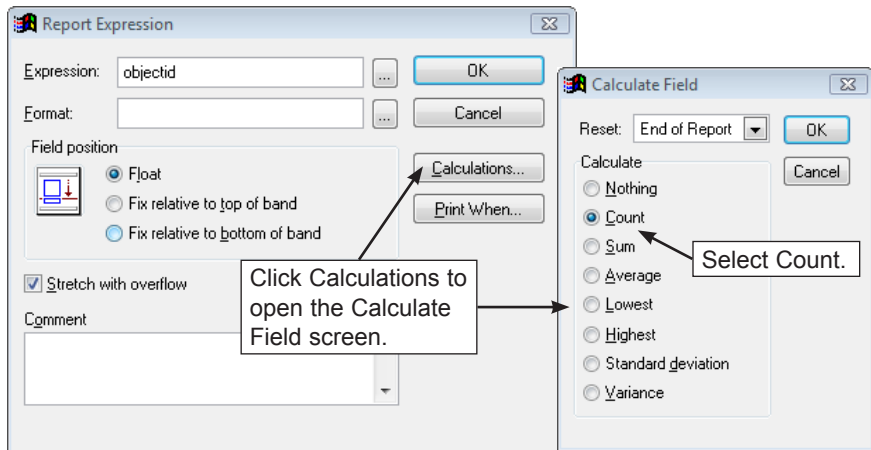 Report Expression
Expression: objectid ... OK
Format: ... Cancel
Field position
Float
Fix relative to top of band
Fix relative to bottom of band
Calculations...
Print When...
Stretch with overflow
Comment
Click Calculations to
open the Calculate
Field screen.
Calculate Field
Reset: End of Report OK
Calculate
Cancel
Nothing
Count
Sum
Average
Lowest
Highest
Standard deviation
Variance
Select Count.